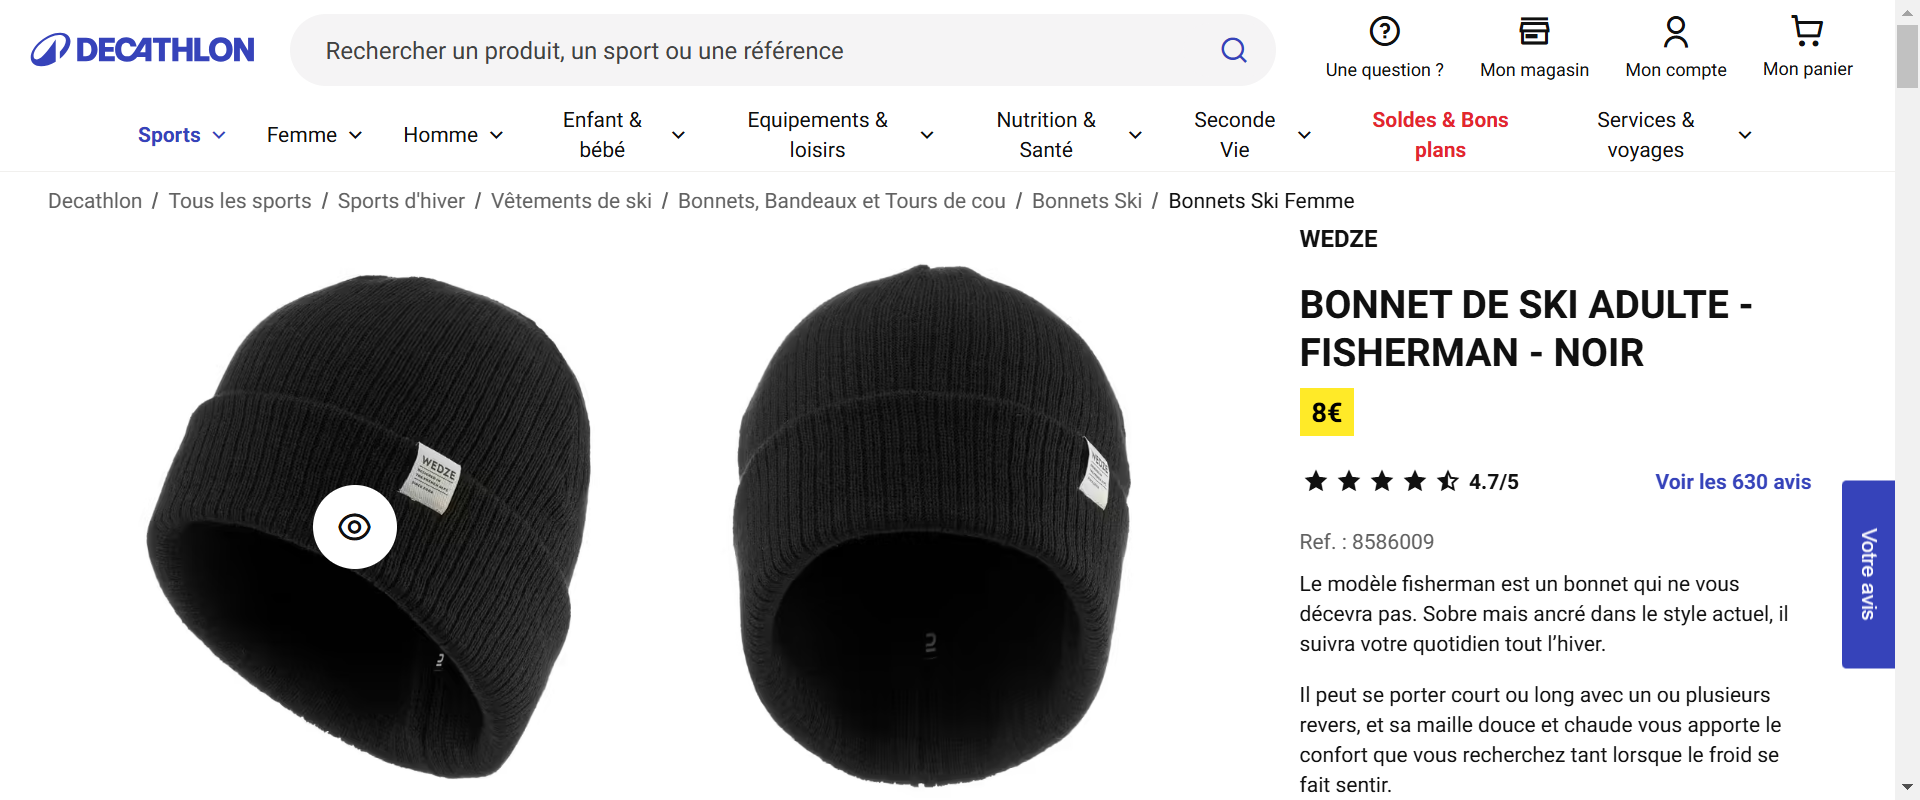 DECATHLON
Rechercher un produit, un sport ou une référence
Une question ?
Mon magasin
Mon compte
Mon panier
Sports
Femme
Homme
Enfant &
bébé
Equipements &
loisirs
Nutrition &
Santé
Seconde
Vie
Soldes & Bons
plans
Services &
voyages
Decathlon / Tous les sports / Sports d'hiver / Vêtements de ski / Bonnets, Bandeaux et Tours de cou / Bonnets Ski / Bonnets Ski Femme
WEDZE
BONNET DE SKI ADULTE -
FISHERMAN - NOIR
8€
4.7/5
Voir les 630 avis
Ref. : 8586009
Le modèle fisherman est un bonnet qui ne vous
décevra pas. Sobre mais ancré dans le style actuel, il
suivra votre quotidien tout l’hiver.
Il peut se porter court ou long avec un ou plusieurs
revers, et sa maille douce et chaude vous apporte le
confort que vous recherchez tant lorsque le froid se
fait sentir.
Votre avis
WEDZE
WEDZE